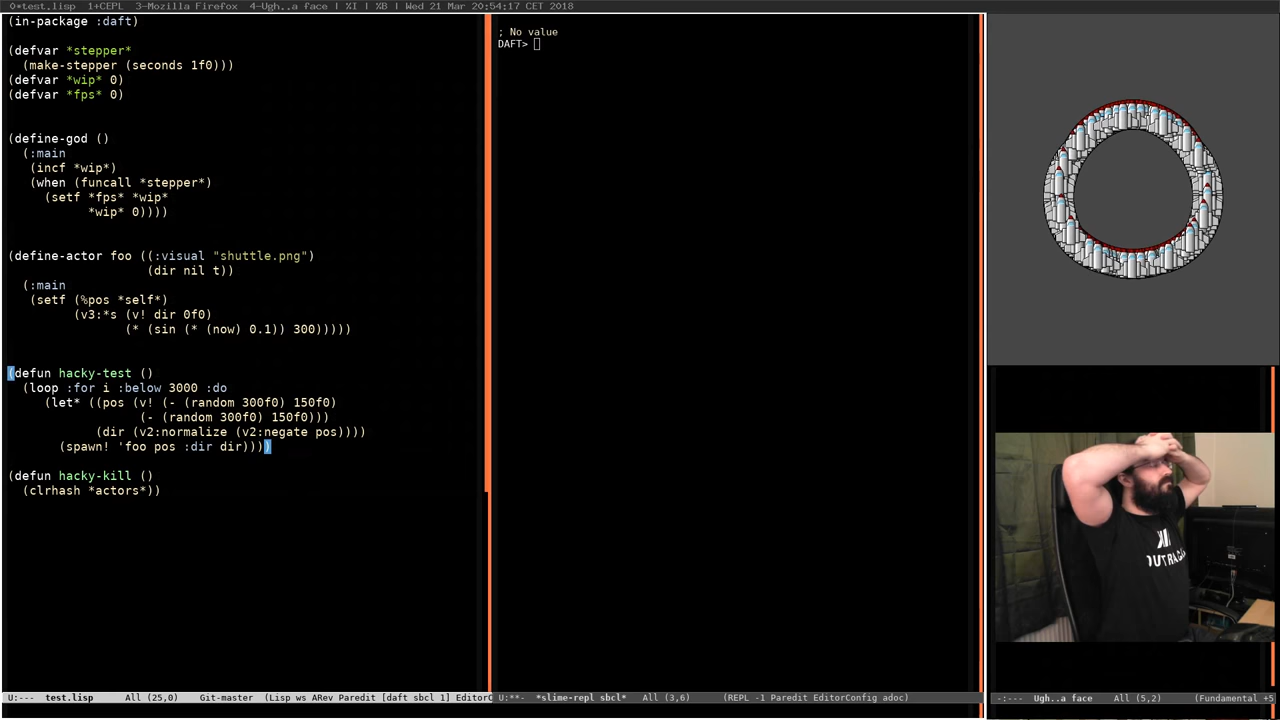 0*test.lisp  1+CEPL  3-Mozilla Firefox  4-Ugh..a face | %I | %B | Wed 21 Mar 20:54:17 CET 2018
(in-package :daft)
(defvar *stepper*
  (make-stepper (seconds 1f0)))
(defvar *wip* 0)
(defvar *fps* 0)
(define-god ()
  (:main
   (incf *wip*)
   (when (funcall *stepper*)
     (setf *fps* *wip*
           *wip* 0))))
(define-actor foo ((:visual "shuttle.png")
                   (dir nil t))
  (:main
   (setf (%pos *self*)
         (v3:*s (v! dir 0f0)
                (* (sin (* (now) 0.1)) 300)))))
(defun hacky-test ()
  (loop :for i :below 3000 :do
     (let* ((pos (v! (- (random 300f0) 150f0)
                  (- (random 300f0) 150f0)))
            (dir (v2:normalize (v2:negate pos))))
       (spawn! 'foo pos :dir dir))))
(defun hacky-kill ()
  (clrhash *actors*))
U:---  test.lisp      All (25,0)     Git-master  (Lisp ws ARev Paredit [daft sbcl 1] EditorC
; No value
DAFT>
U:**-  *slime-repl sbcl*   All (3,6)      (REPL -1 Paredit EditorConfig adoc)
-:---  Ugh..a face    All (5,2)      (Fundamental +5
OUTRAC